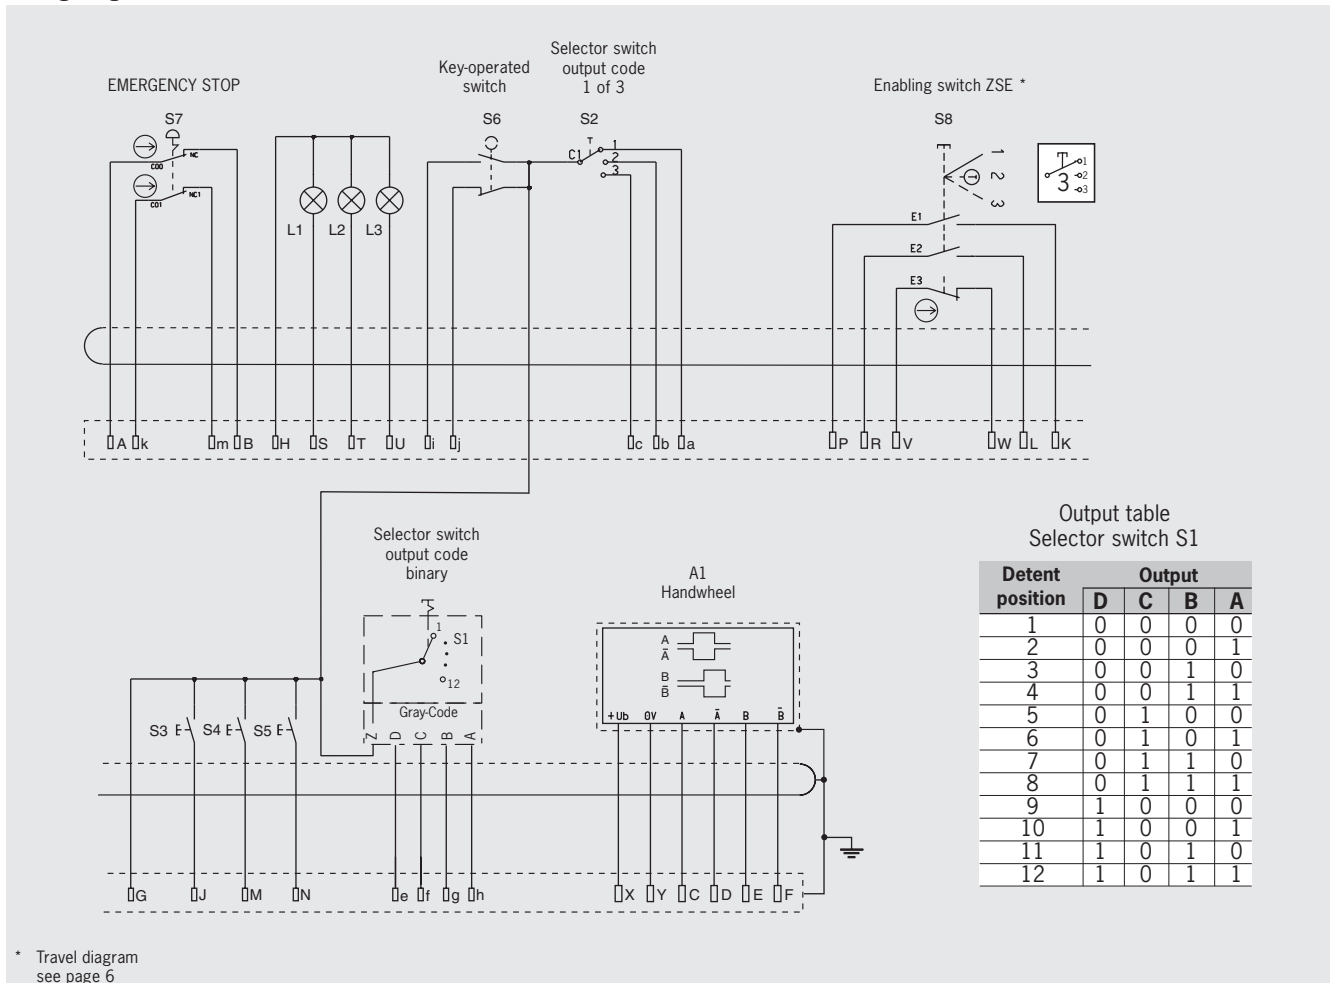 Selector switch
output code
1 of 3
Key-operated
switch
EMERGENCY STOP
Enabling switch ZSE *
S7
S6
S2
S8
NC
C00
NC1
C01
C1
1
2
3
1
2
3
3
1
2
3
L1
L2
L3
E1
E2
E3
A
k
m
B
H
S
T
U
i
j
c
b
a
P
R
V
W
L
K
Selector switch
output code
binary
S1
1
12
Gray-Code
Z
D
C
B
A
A1
Handwheel
A
A̅
B
B̅
+Ub 0V A A̅ B B̅
S3
S4
S5
G
J
M
N
e
f
g
h
X
Y
C
D
E
F
Output table
Selector switch S1
Detent position Output
D C B A
1 0 0 0 0
2 0 0 0 1
3 0 0 1 0
4 0 0 1 1
5 0 1 0 0
6 0 1 0 1
7 0 1 1 0
8 0 1 1 1
9 1 0 0 0
10 1 0 0 1
11 1 0 1 0
12 1 0 1 1
* Travel diagram
see page 6